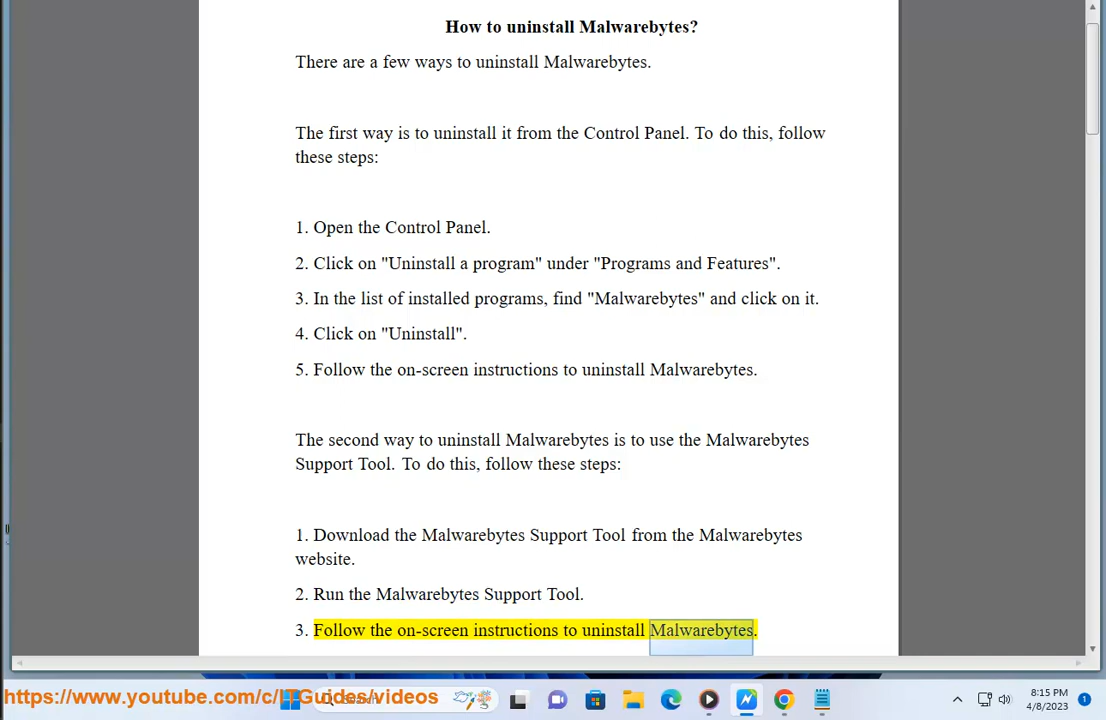 How to uninstall Malwarebytes?
There are a few ways to uninstall Malwarebytes.
The first way is to uninstall it from the Control Panel. To do this, follow
these steps:
1. Open the Control Panel.
2. Click on "Uninstall a program" under "Programs and Features".
3. In the list of installed programs, find "Malwarebytes" and click on it.
4. Click on "Uninstall".
5. Follow the on-screen instructions to uninstall Malwarebytes.
The second way to uninstall Malwarebytes is to use the Malwarebytes
Support Tool. To do this, follow these steps:
1. Download the Malwarebytes Support Tool from the Malwarebytes
website.
2. Run the Malwarebytes Support Tool.
3. Follow the on-screen instructions to uninstall Malwarebytes.
https://www.youtube.com/c/ITGuides/videos
8:15 PM
4/8/2023
1